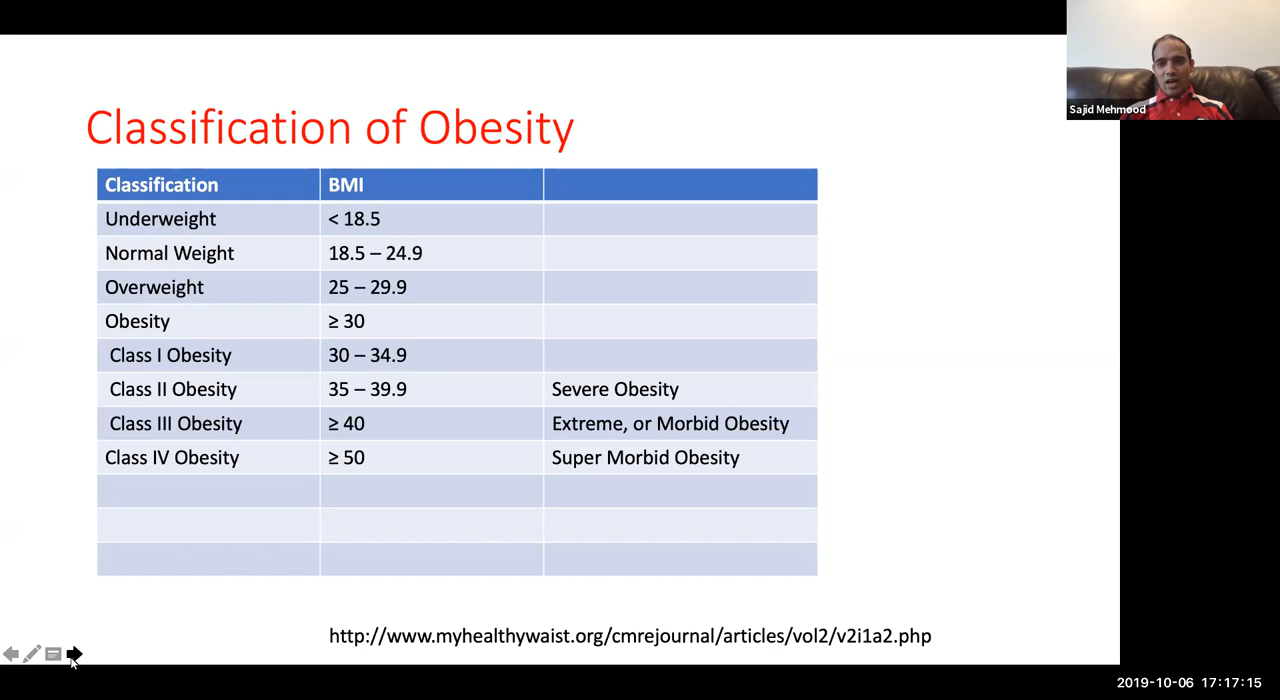 Sajid Mehmood
Classification of Obesity
Classification BMI
Underweight < 18.5
Normal Weight 18.5 – 24.9
Overweight 25 – 29.9
Obesity ≥ 30
Class I Obesity 30 – 34.9
Class II Obesity 35 – 39.9 Severe Obesity
Class III Obesity ≥ 40 Extreme, or Morbid Obesity
Class IV Obesity ≥ 50 Super Morbid Obesity
http://www.myhealthywaist.org/cmrejournal/articles/vol2/v2i1a2.php
2019-10-06 17:17:15